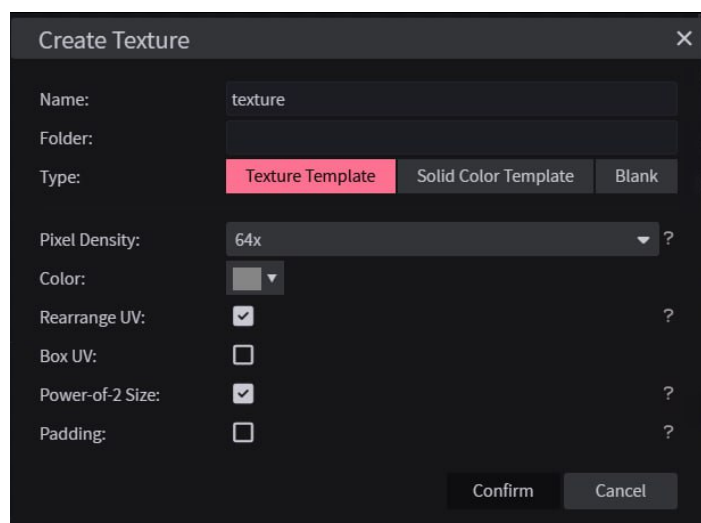 Create Texture
Name: texture
Folder:
Type: Texture Template Solid Color Template Blank
Pixel Density: 64x ?
Color:
Rearrange UV: ?
Box UV:
Power-of-2 Size: ?
Padding: ?
Confirm Cancel